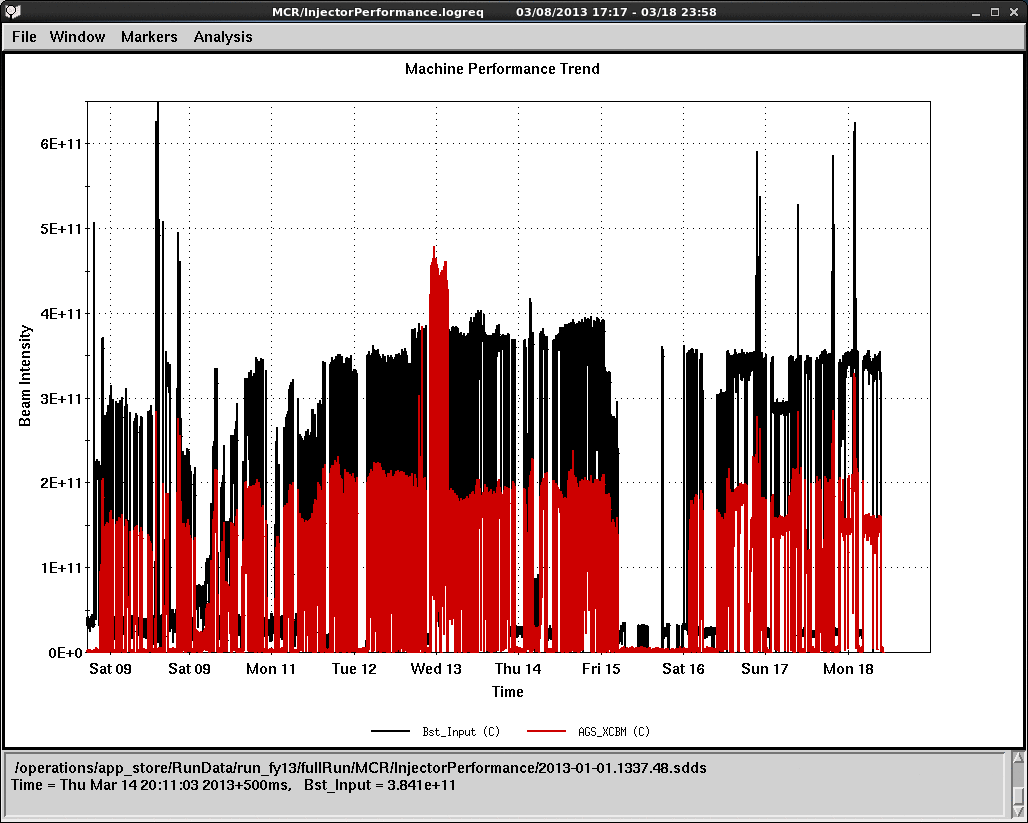 MCR/InjectorPerformance.logreq 03/08/2013 17:17 - 03/18 23:58
File Window Markers Analysis
Machine Performance Trend
6E+11
5E+11
4E+11
3E+11
2E+11
1E+11
0E+0
Beam Intensity
Sat 09 Sat 09 Mon 11 Tue 12 Wed 13 Thu 14 Fri 15 Sat 16 Sun 17 Mon 18
Time
Bst_Input (C) AGS_XCBM (C)
/operations/app_store/RunData/run_fy13/fullRun/MCR/InjectorPerformance/2013-01-01.1337.48.sdds
Time = Thu Mar 14 20:11:03 2013+500ms, Bst_Input = 3.841e+11